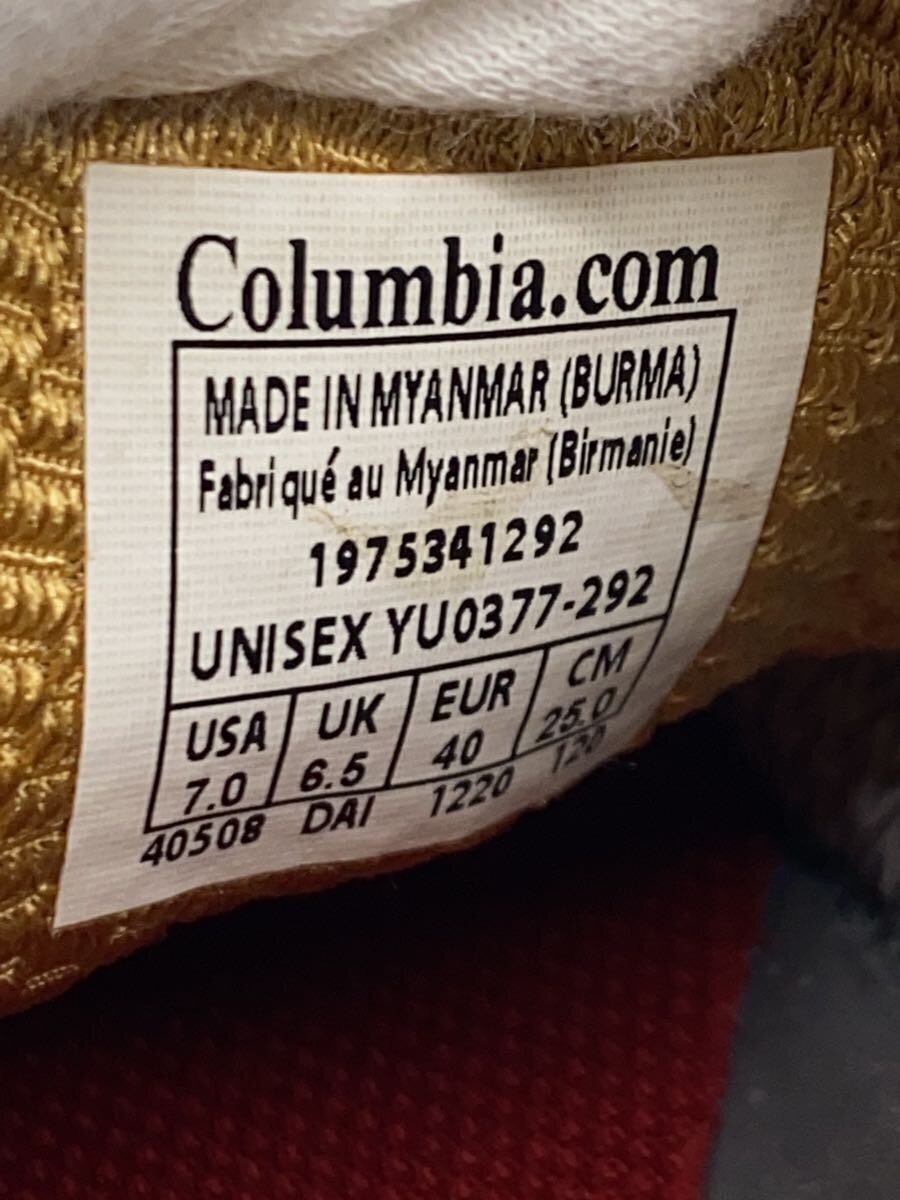 Columbia.com
MADE IN MYANMAR (BURMA)
Fabriqué au Myanmar (Birmanie)
1975341292
UNISEX YU0377-292
USA UK EUR CM
7.0 6.5 40 25.0
40508 DAI 1220 120